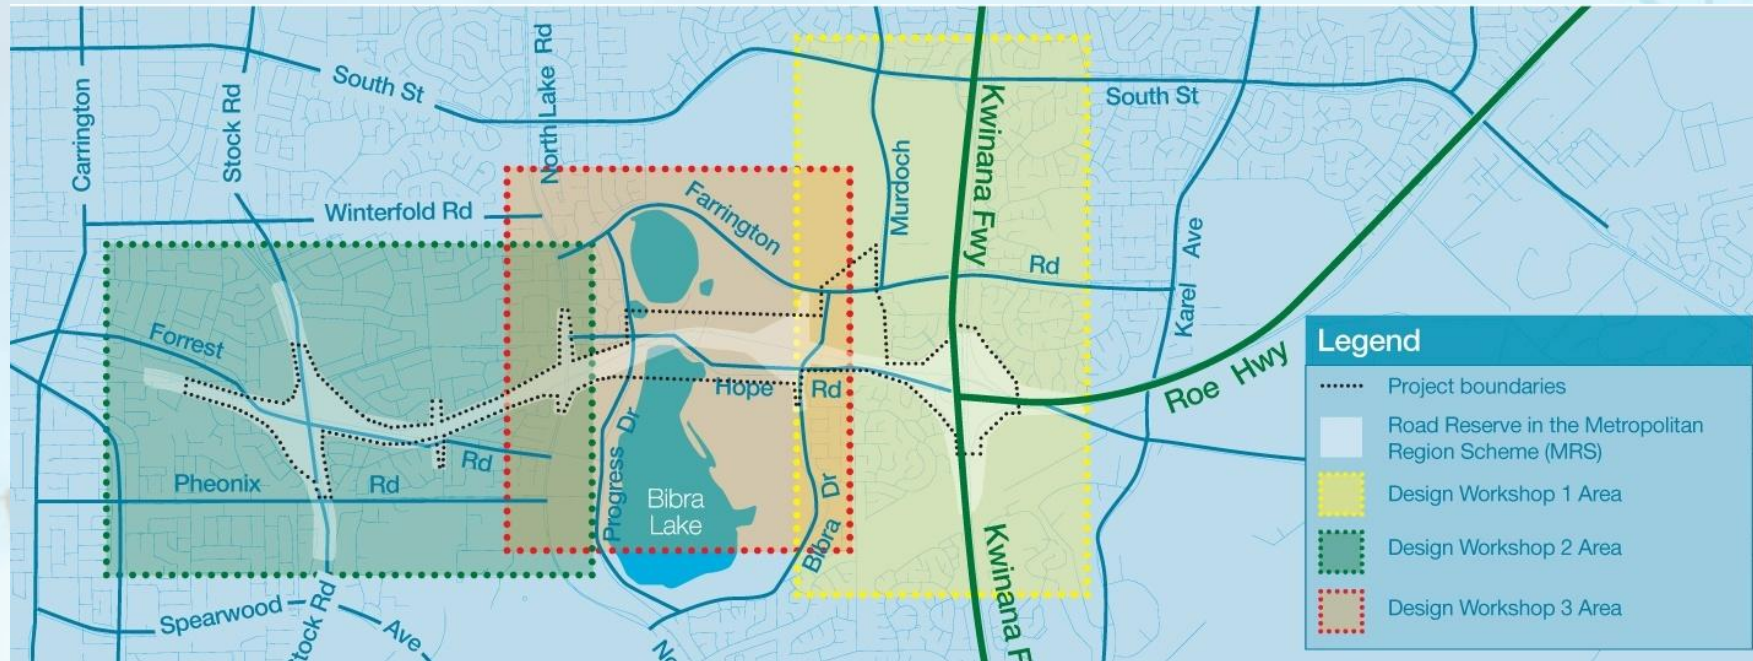 Carrington
Stock Rd
South St
North Lake Rd
Winterfold Rd
Farrington
Murdoch
Kwinana Fwy
South St
Rd
Karel Ave
Roe Hwy
Forrest
Rd
Pheonix
Rd
Hope
Rd
Progress Dr
Bibra
Lake
Bibra Dr
Spearwood
Ave
Stock Rd
No
Kwinana F
Legend
Project boundaries
Road Reserve in the Metropolitan
Region Scheme (MRS)
Design Workshop 1 Area
Design Workshop 2 Area
Design Workshop 3 Area